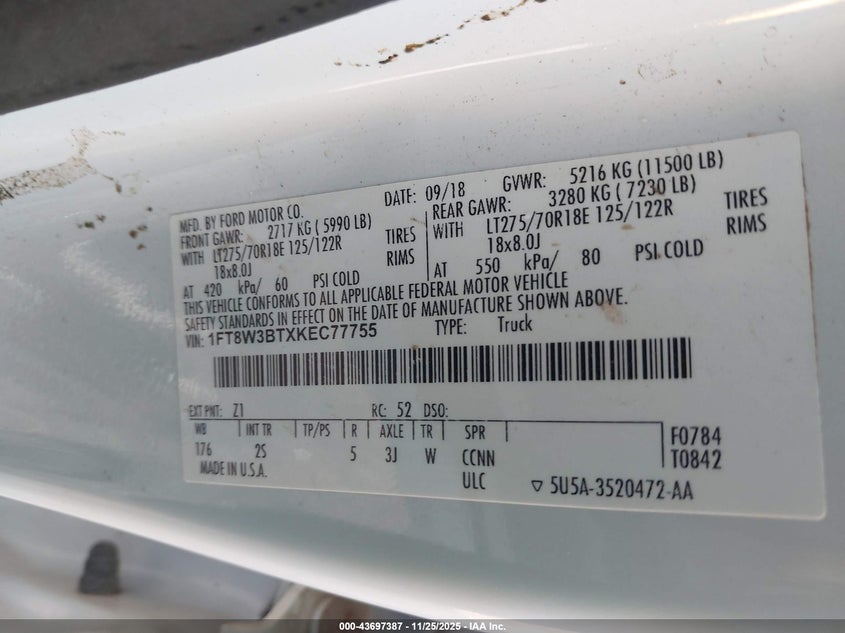 MFD. BY FORD MOTOR CO. DATE: 09/18 GVWR: 5216 KG (11500 LB)
FRONT GAWR: 2717 KG ( 5990 LB) REAR GAWR: 3280 KG ( 7230 LB)
WITH LT275/70R18E 125/122R TIRES WITH LT275/70R18E 125/122R TIRES
18x8.0J RIMS 18x8.0J RIMS
AT 420 kPa/ 60 PSI COLD AT 550 kPa/ 80 PSI COLD
THIS VEHICLE CONFORMS TO ALL APPLICABLE FEDERAL MOTOR VEHICLE
SAFETY STANDARDS IN EFFECT ON THE DATE OF MANUFACTURE SHOWN ABOVE.
VIN: 1FT8W3BTXKEC77755 TYPE: Truck
EXT PNT: Z1 RC: 52 DSO:
WB INT TR TP/PS R AXLE TR SPR F0784
176 2S 5 3J W CCNN T0842
MADE IN U.S.A. ULC ▽ 5U5A-3520472-AA
000-43697387 - 11/25/2025 - IAA Inc.